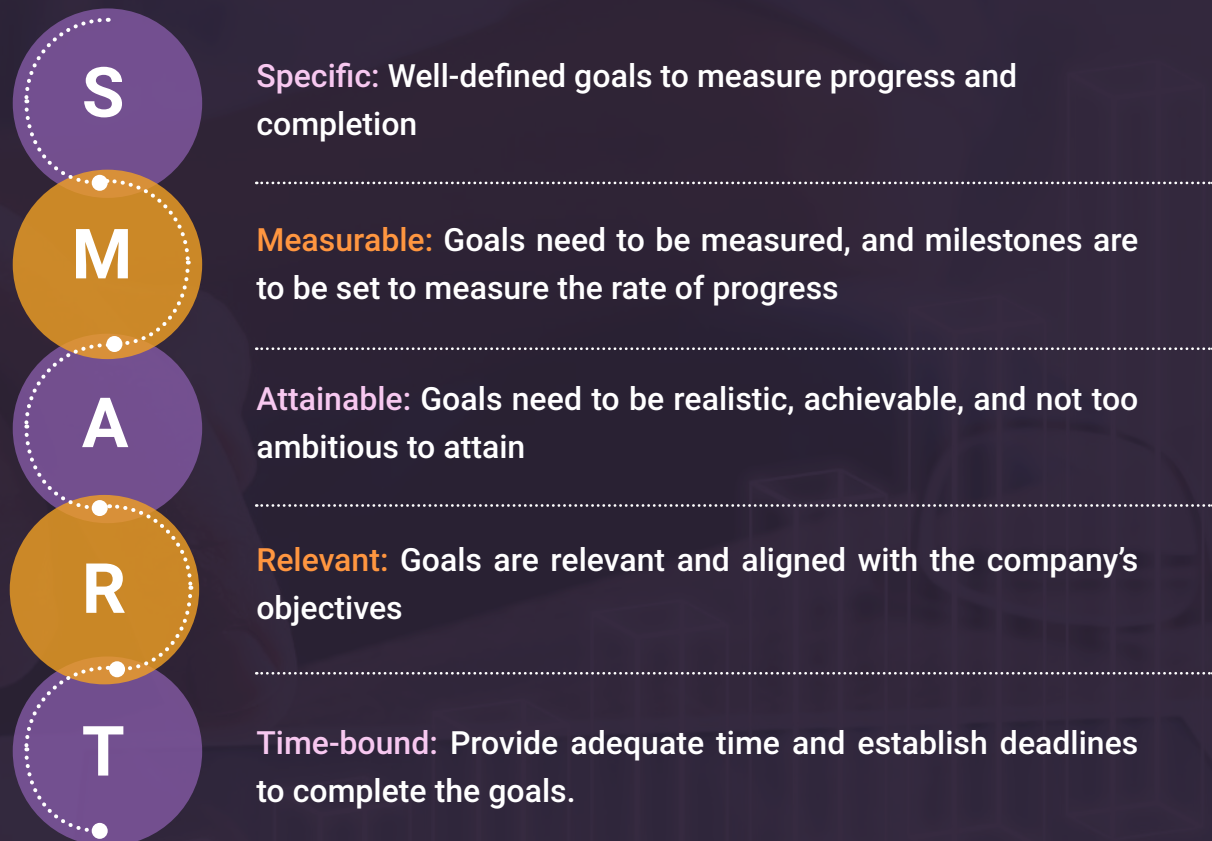 S
Specific: Well-defined goals to measure progress and
completion
M
Measurable: Goals need to be measured, and milestones are
to be set to measure the rate of progress
A
Attainable: Goals need to be realistic, achievable, and not too
ambitious to attain
R
Relevant: Goals are relevant and aligned with the company’s
objectives
T
Time-bound: Provide adequate time and establish deadlines
to complete the goals.